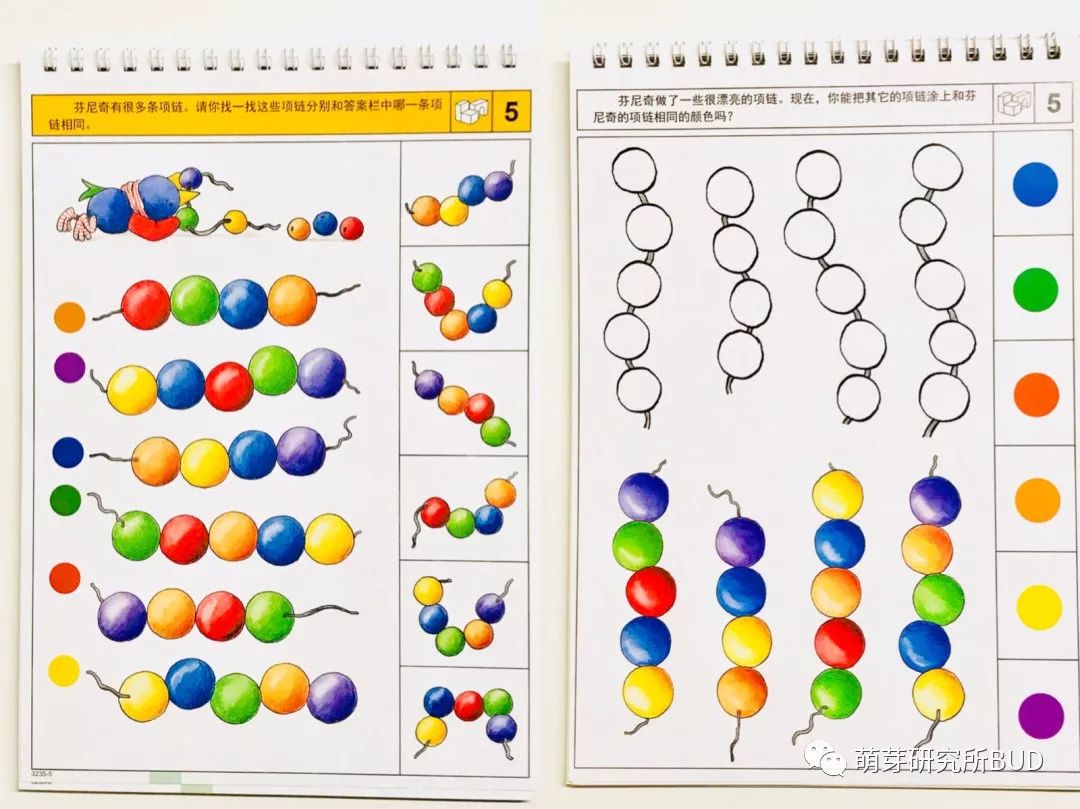 芬尼奇有很多条项链。请你找一找这些项链分别和答案栏中哪一条项
链相同。
5
3235-5
芬尼奇做了一些很漂亮的项链。现在，你能把其它的项链涂上和芬
尼奇的项链相同的颜色吗？
5
萌芽研究所BUD